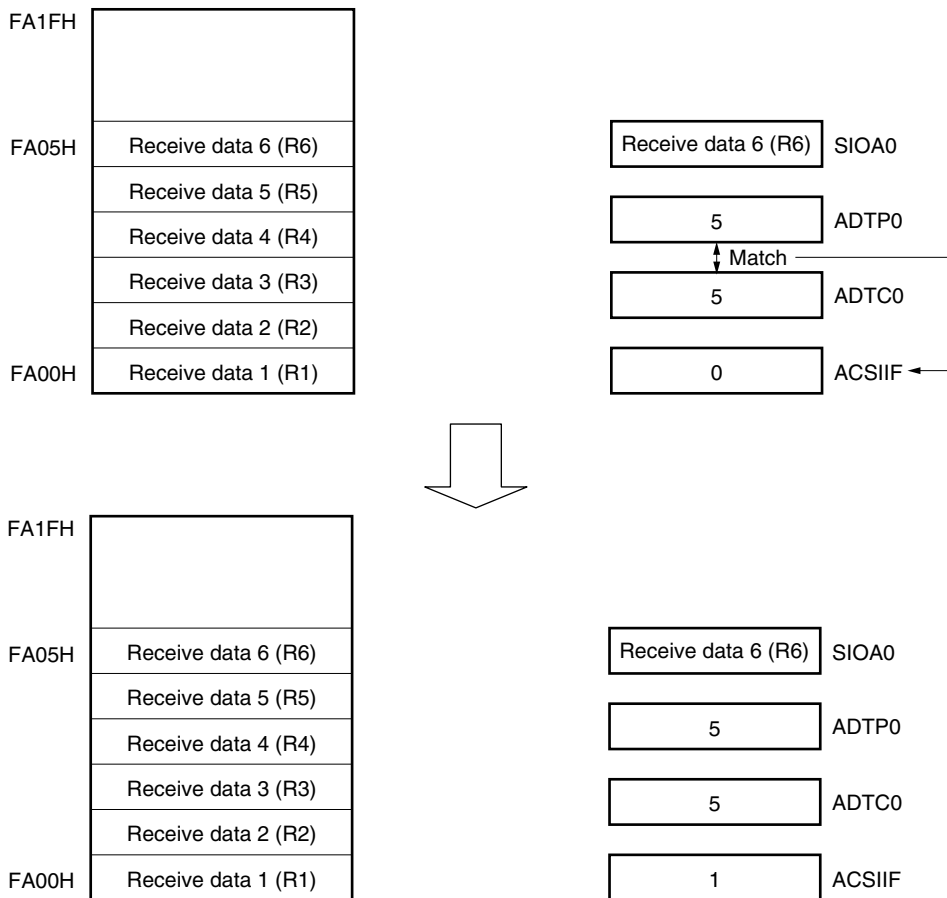 FA1FH
FA05H Receive data 6 (R6) Receive data 6 (R6) SIOA0
Receive data 5 (R5)
5 ADTP0
Receive data 4 (R4)
Match
Receive data 3 (R3)
5 ADTC0
Receive data 2 (R2)
FA00H Receive data 1 (R1) 0 ACSIIF
FA1FH
FA05H Receive data 6 (R6) Receive data 6 (R6) SIOA0
Receive data 5 (R5)
5 ADTP0
Receive data 4 (R4)
Receive data 3 (R3)
5 ADTC0
Receive data 2 (R2)
FA00H Receive data 1 (R1) 1 ACSIIF